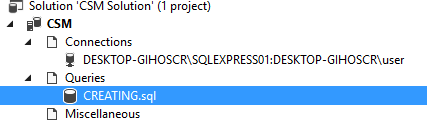 Solution 'CSM Solution' (1 project)
CSM
Connections
DESKTOP-GIHOSCR\SQLEXPRESS01:DESKTOP-GIHOSCR\user
Queries
CREATING.sql
Miscellaneous